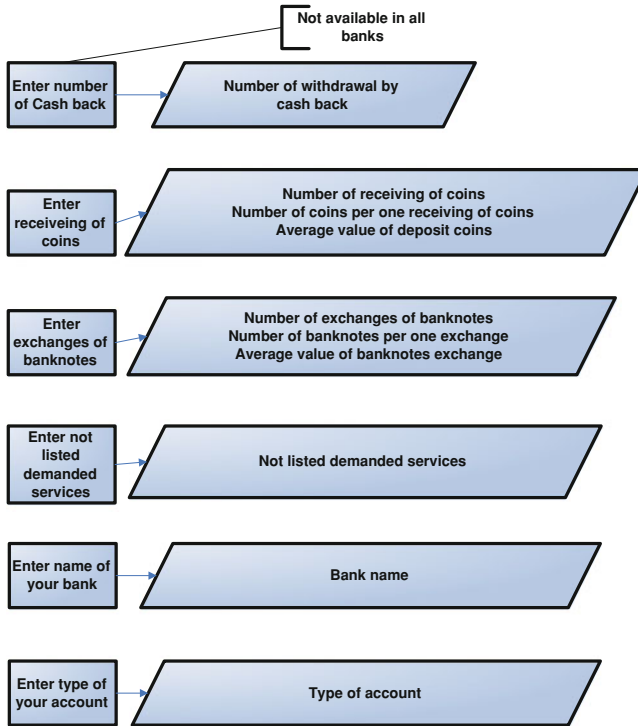 Not available in all
banks
Enter number
of Cash back
Number of withdrawal by
cash back
Enter
receiveing of
coins
Number of receiving of coins
Number of coins per one receiving of coins
Average value of deposit coins
Enter
exchanges of
banknotes
Number of exchanges of banknotes
Number of banknotes per one exchange
Average value of banknotes exchange
Enter not
listed
demanded
services
Not listed demanded services
Enter name of
your bank
Bank name
Enter type of
your account
Type of account